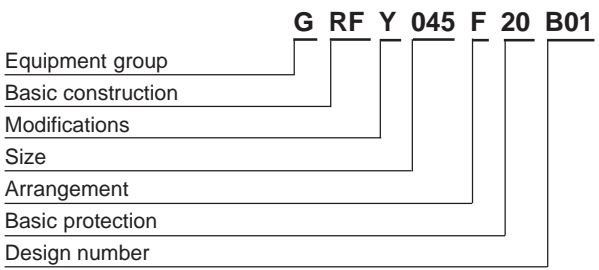 G RF Y 045 F 20 B01
Equipment group
Basic construction
Modifications
Size
Arrangement
Basic protection
Design number